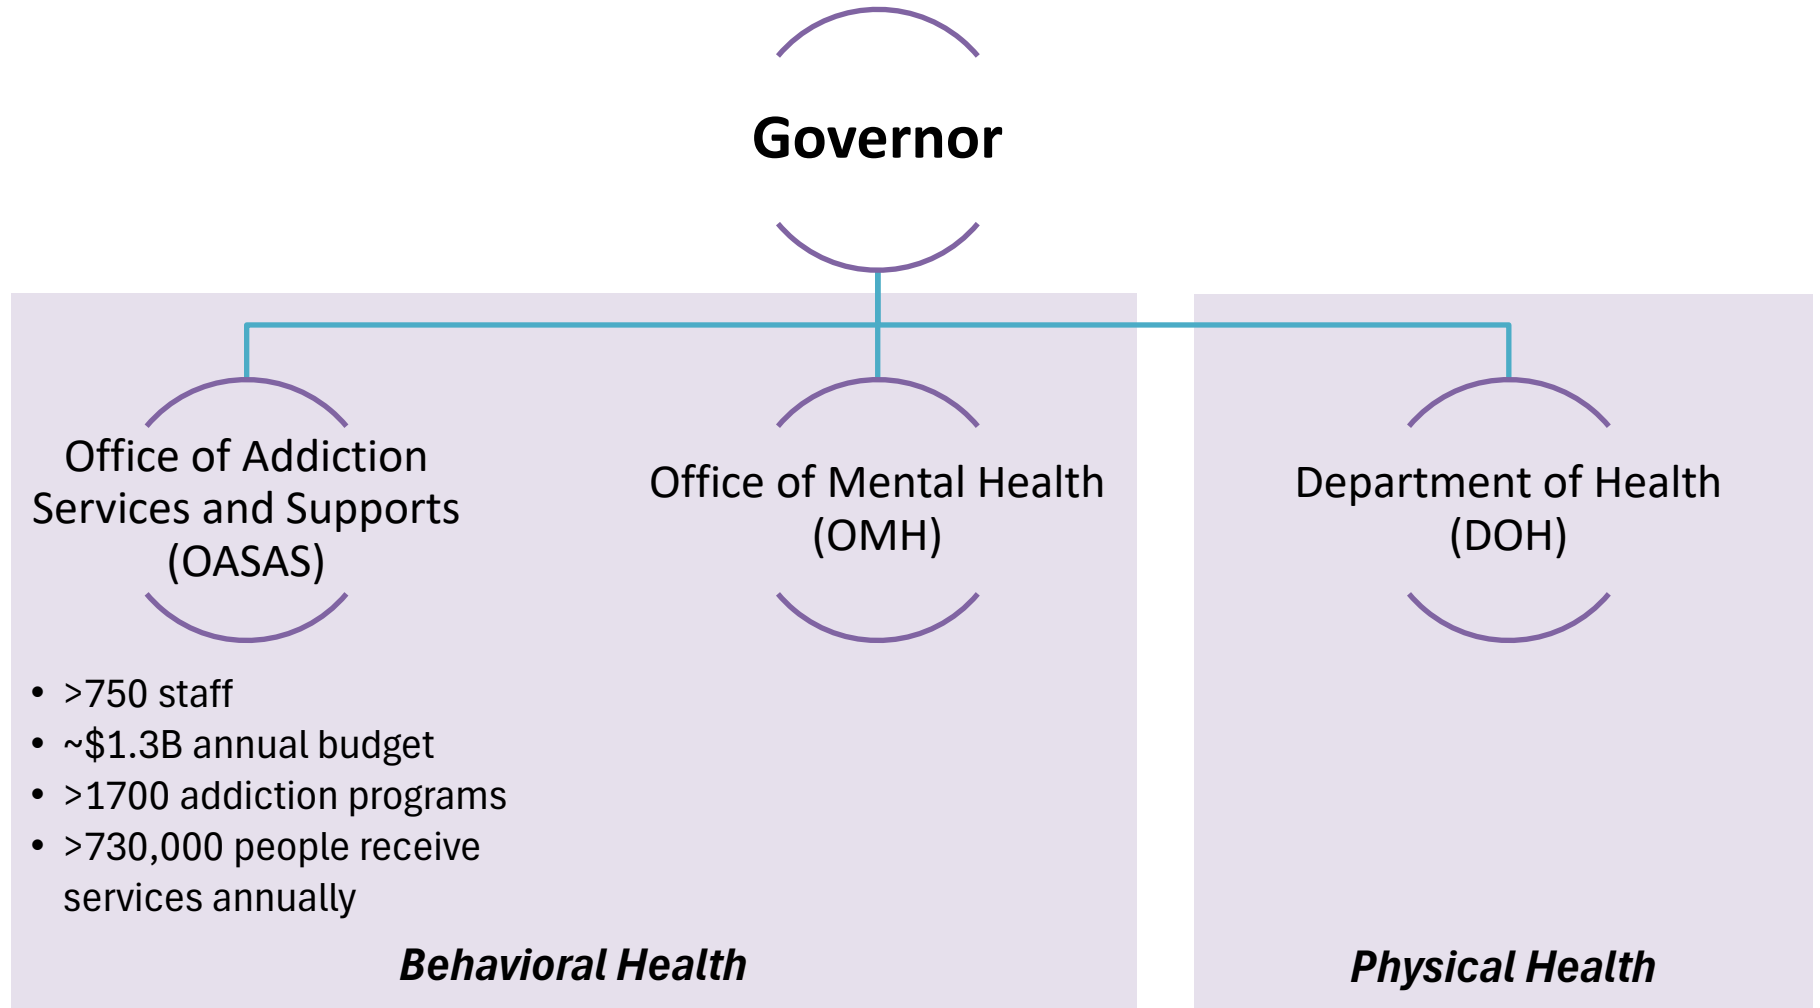 Governor
Office of Addiction
Services and Supports
(OASAS)
Office of Mental Health
(OMH)
Department of Health
(DOH)
• >750 staff
• ~$1.3B annual budget
• >1700 addiction programs
• >730,000 people receive
services annually
Behavioral Health
Physical Health